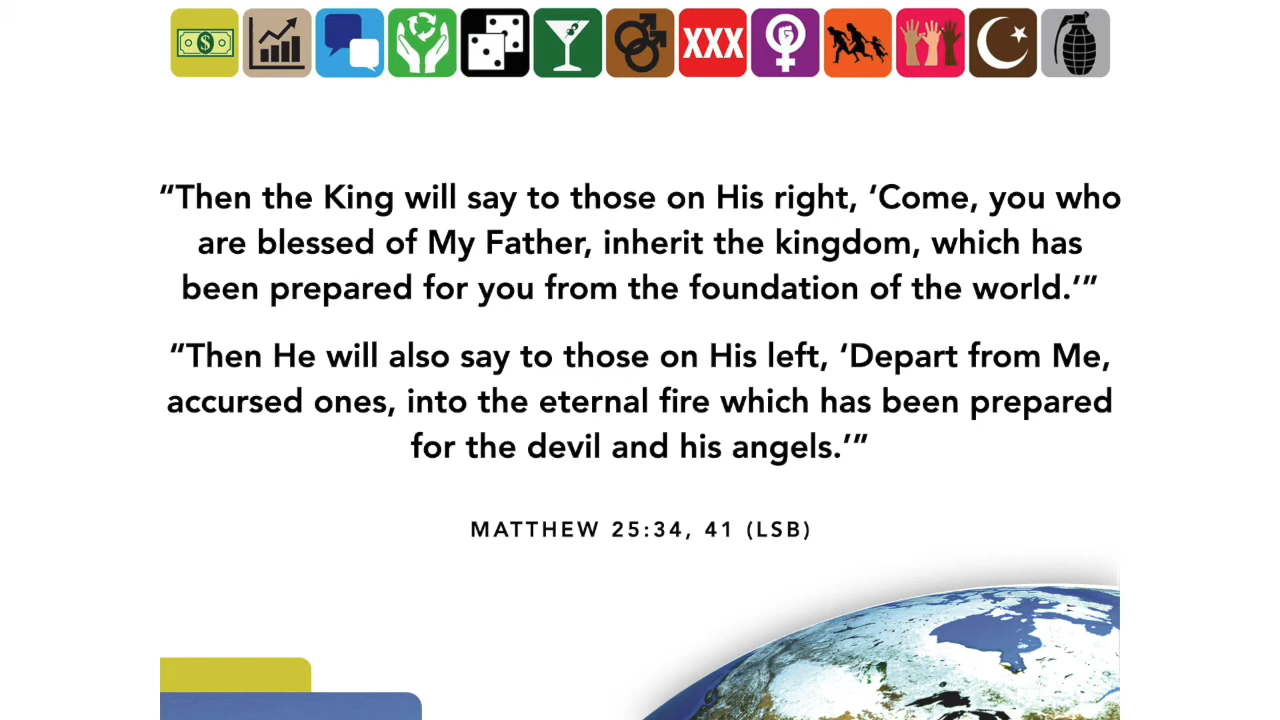 $
XXX
“Then the King will say to those on His right, ‘Come, you who
are blessed of My Father, inherit the kingdom, which has
been prepared for you from the foundation of the world.’”
“Then He will also say to those on His left, ‘Depart from Me,
accursed ones, into the eternal fire which has been prepared
for the devil and his angels.’”
MATTHEW 25:34, 41 (LSB)